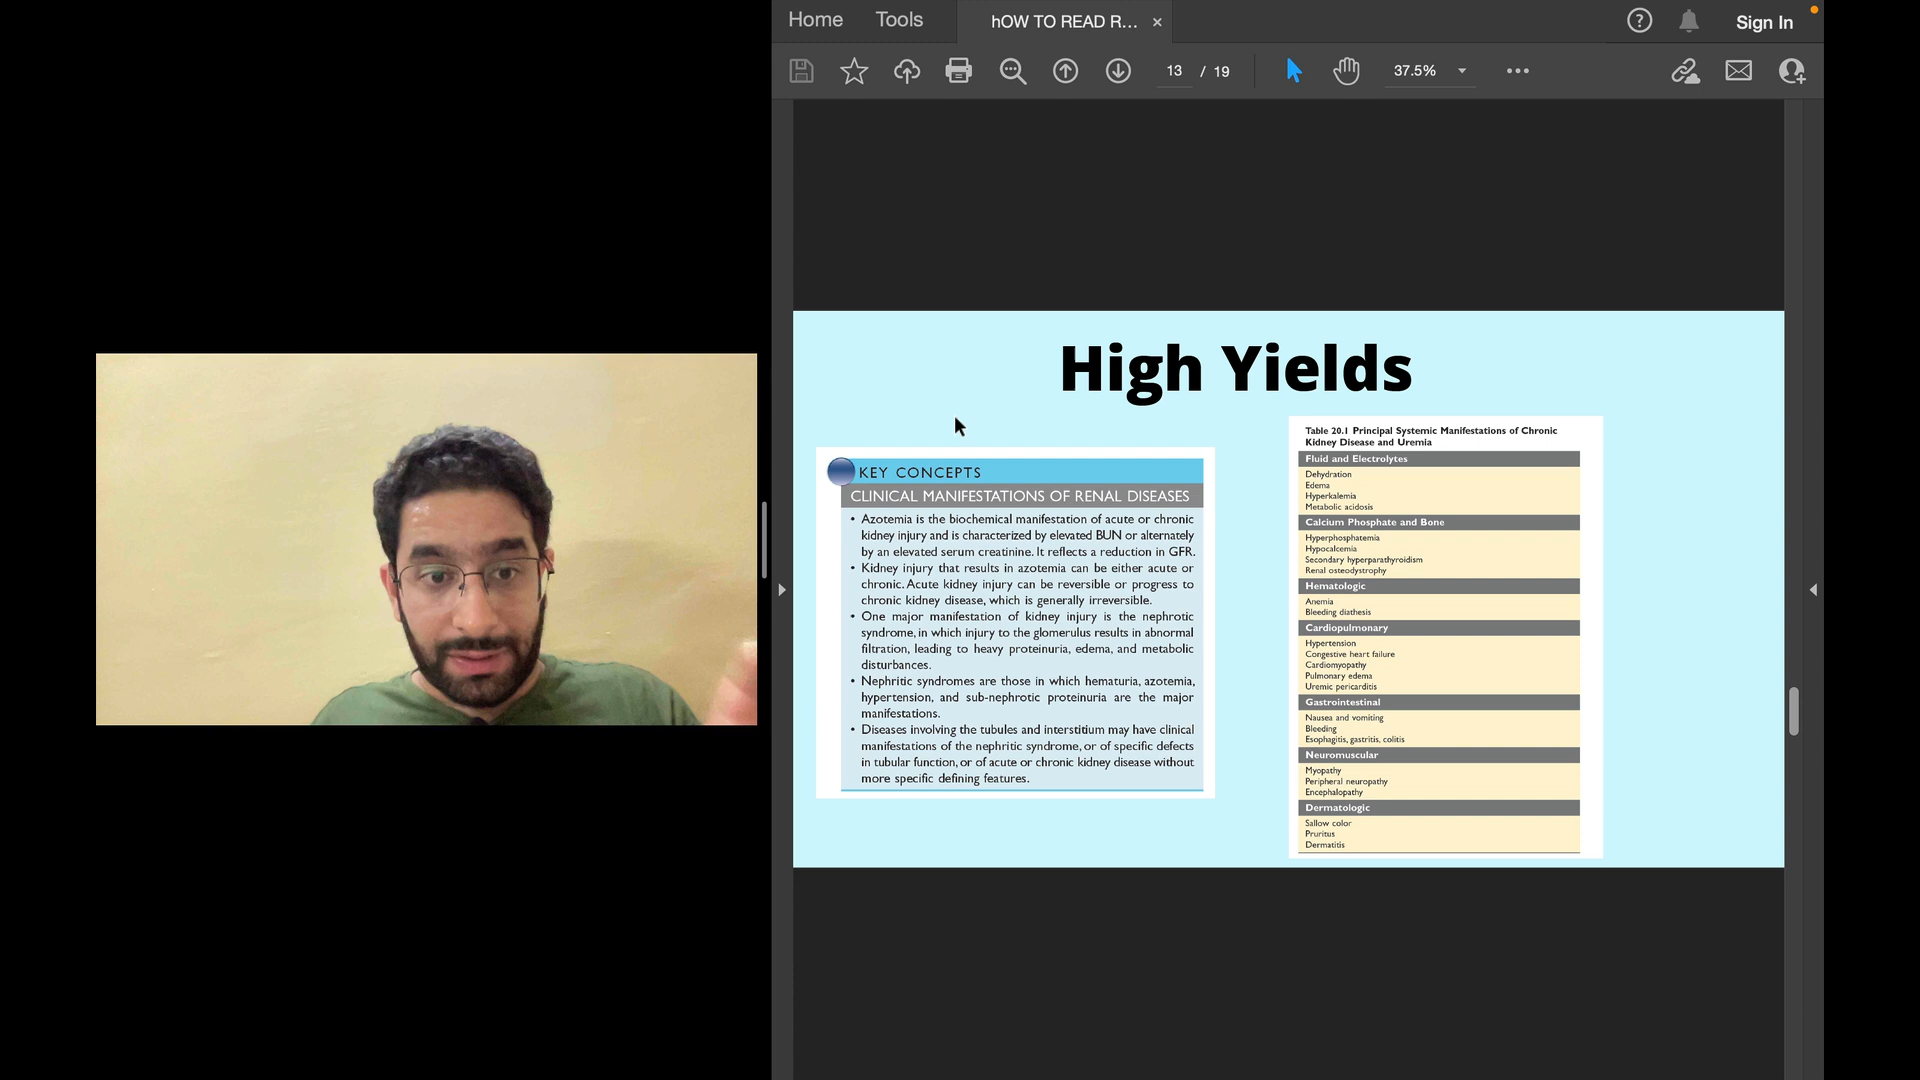 Home Tools hOW TO READ R... ×
? Sign In
13 / 19 37.5%
High Yields
KEY CONCEPTS
CLINICAL MANIFESTATIONS OF RENAL DISEASES
• Azotemia is the biochemical manifestation of acute or chronic
kidney injury and is characterized by elevated BUN or alternately
by an elevated serum creatinine. It reflects a reduction in GFR.
• Kidney injury that results in azotemia can be either acute or
chronic. Acute kidney injury can be reversible or progress to
chronic kidney disease, which is generally irreversible.
• One major manifestation of kidney injury is the nephrotic
syndrome, in which injury to the glomerulus results in abnormal
filtration, leading to heavy proteinuria, edema, and metabolic
disturbances.
• Nephritic syndromes are those in which hematuria, azotemia,
hypertension, and sub-nephrotic proteinuria are the major
manifestations.
• Diseases involving the tubules and interstitium may have clinical
manifestations of the nephritic syndrome, or of specific defects
in tubular function, or of acute or chronic kidney disease without
more specific defining features.
Table 20.1 Principal Systemic Manifestations of Chronic
Kidney Disease and Uremia
Fluid and Electrolytes
Dehydration
Edema
Hyperkalemia
Metabolic acidosis
Calcium Phosphate and Bone
Hyperphosphatemia
Hypocalcemia
Secondary hyperparathyroidism
Renal osteodystrophy
Hematologic
Anemia
Bleeding diathesis
Cardiopulmonary
Hypertension
Congestive heart failure
Cardiomyopathy
Pulmonary edema
Uremic pericarditis
Gastrointestinal
Nausea and vomiting
Bleeding
Esophagitis, gastritis, colitis
Neuromuscular
Myopathy
Peripheral neuropathy
Encephalopathy
Dermatologic
Sallow color
Pruritus
Dermatitis